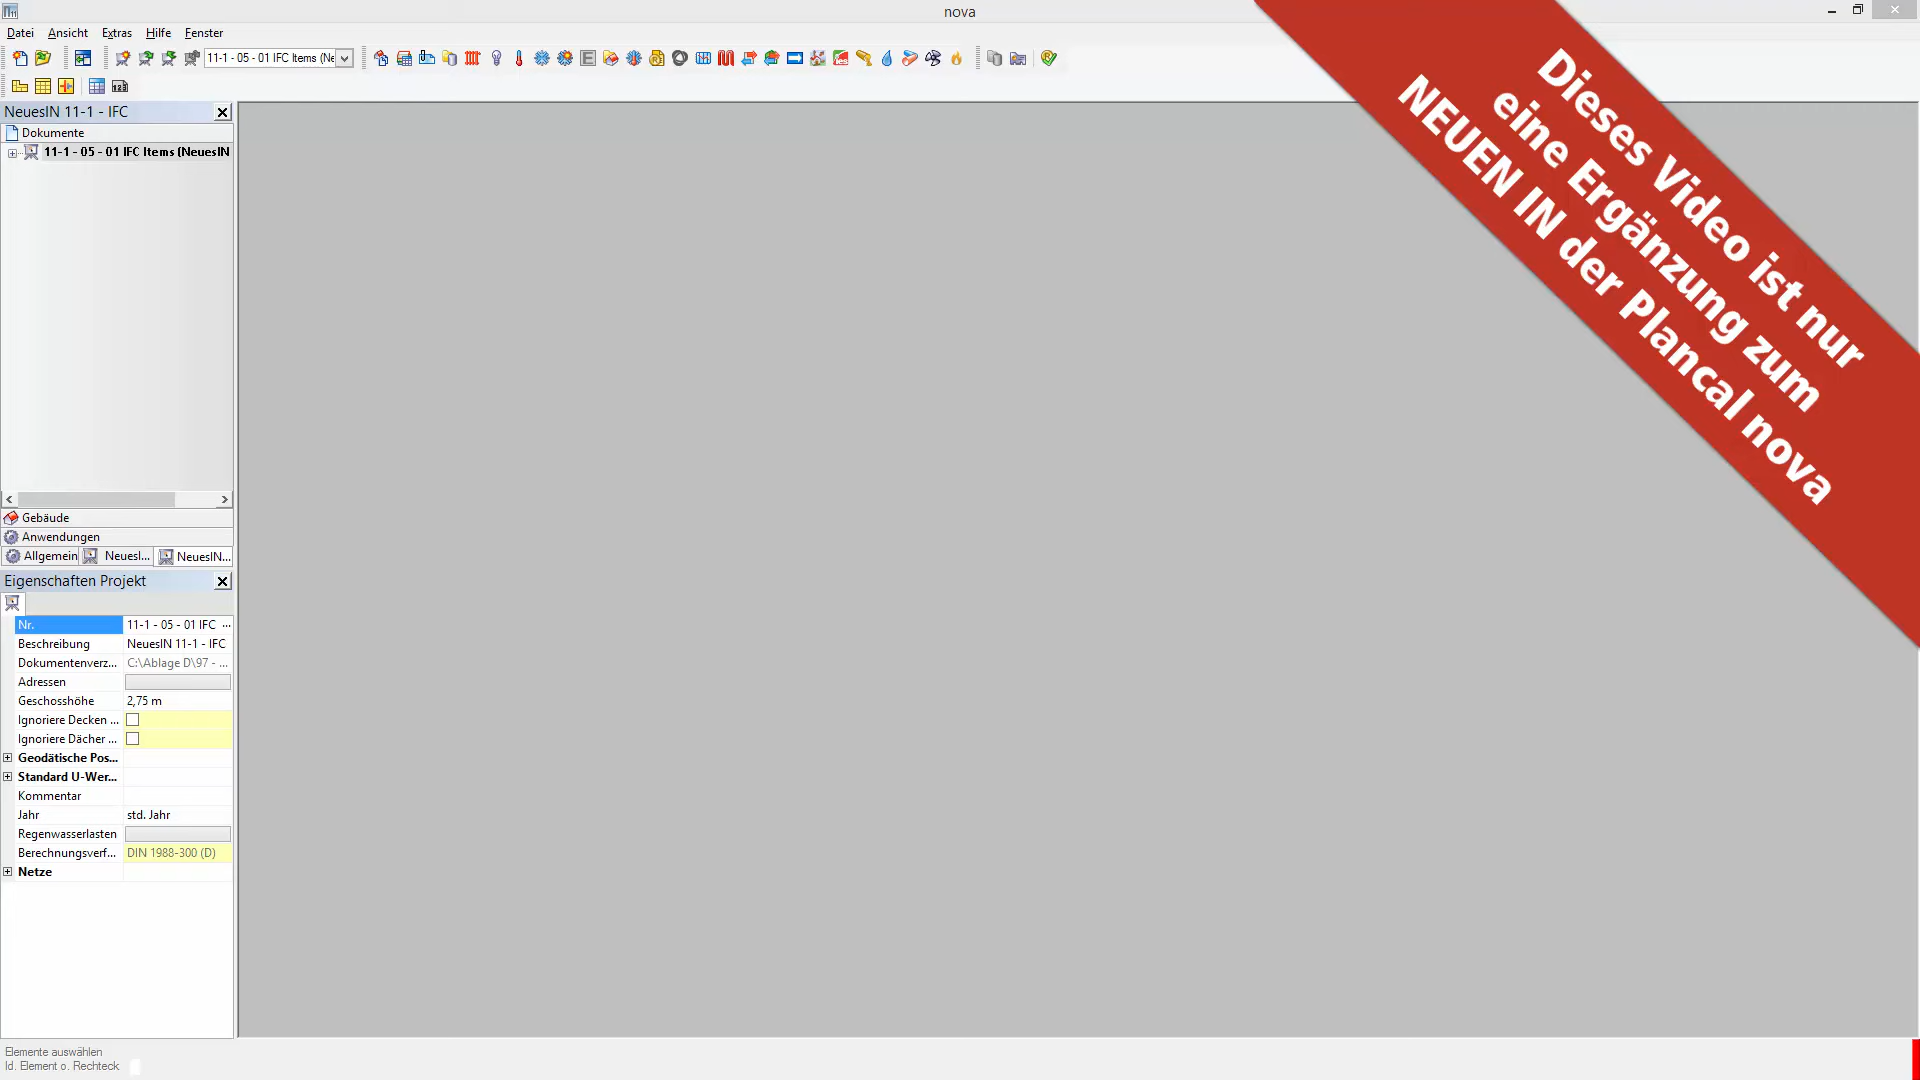 nova
Datei Ansicht Extras Hilfe Fenster
11-1 - 05 - 01 IFC Items (Ne
NeuesIN 11-1 - IFC
Dokumente
11-1 - 05 - 01 IFC Items (NeuesIN
Gebäude
Anwendungen
Allgemein NeuesI... NeuesIN...
Eigenschaften Projekt
Nr. 11-1 - 05 - 01 IFC ...
Beschreibung NeuesIN 11-1 - IFC
Dokumentenverz... C:\Ablage D\97 - ...
Adressen
Geschosshöhe 2,75 m
Ignoriere Decken ...
Ignoriere Dächer ...
Geodätische Pos...
Standard U-Wer...
Kommentar
Jahr std. Jahr
Regenwasserlasten
Berechnungsverf... DIN 1988-300 (D)
Netze
Elemente auswählen
Id. Element o. Rechteck
Dieses Video ist nur
eine Ergänzung zum
NEUEN IN der Plancal nova